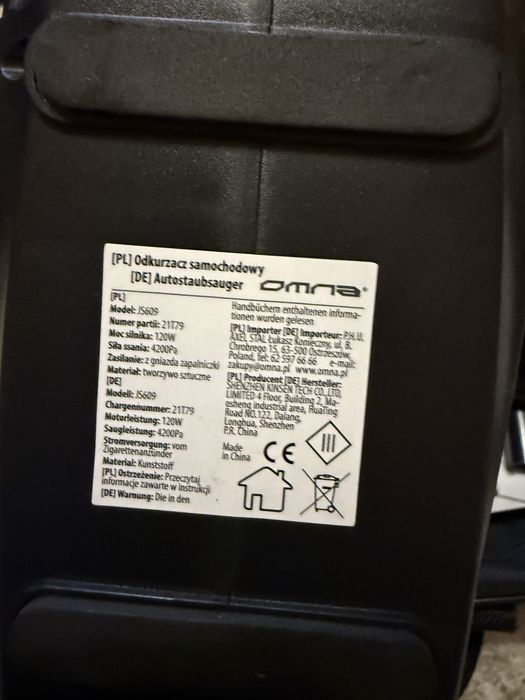 [PL] Odkurzacz samochodowy
[DE] Autostaubsauger
omna®
[PL]
Model: JS609
Numer partii: 21T79
Moc silnika: 120W
Siła ssania: 4200Pa
Zasilanie: z gniazda zapalniczki
Materiał: tworzywo sztuczne
[DE]
Modell: JS609
Chargennummer: 21T79
Motorleistung: 120W
Saugleistung: 4200Pa
Stromversorgung: vom
Zigarettenanzünder
Material: Kunststoff
[PL] Ostrzeżenie: Przeczytaj
informacje zawarte w instrukcji
[DE] Warnung: Die in den
Handbüchern enthaltenen informa-
tionen wurden gelesen
[PL] Importer [DE] Importeur: P.H.U.
AXEL STAL Łukasz Konieczny, ul. B.
Chrobrego 15, 63-500 Ostrzeszów,
Poland, tel: 62 597 66 66 e-mail:
zakupy@omna.pl www.omna.pl
[PL] Producent [DE] Hersteller:
SHENZHEN KINSEN TECH CO.,LTD,
LIMITED 4 Floor, Building 2, Ma-
osheng industrial area, HuaTing
Road NO.122, Dalang,
Longhua, Shenzhen
P.R. China
Made
in China
CE
III